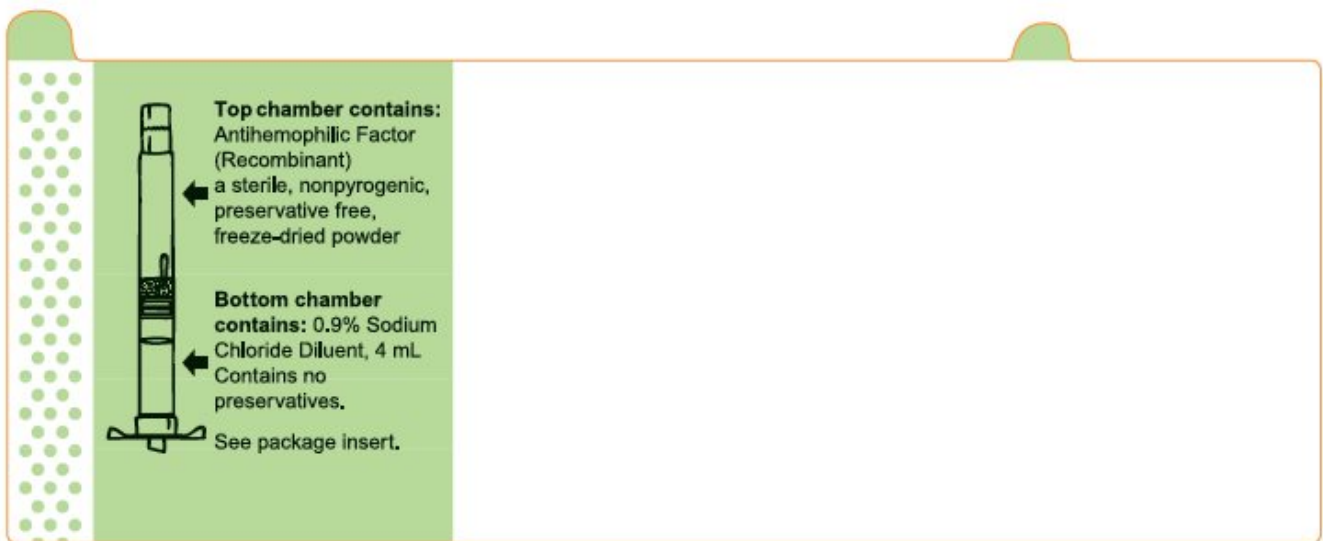 Top chamber contains:
Antihemophilic Factor
(Recombinant)
a sterile, nonpyrogenic,
preservative free,
freeze-dried powder
Bottom chamber
contains: 0.9% Sodium
Chloride Diluent, 4 mL
Contains no
preservatives.
See package insert.